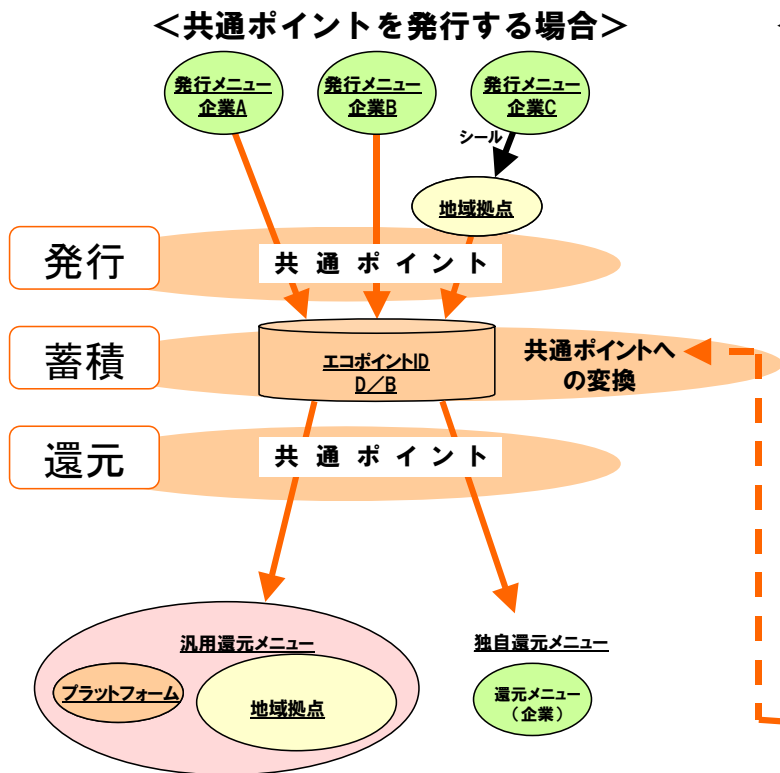 ＜共通ポイントを発行する場合＞
発行メニュー
企業A
発行メニュー
企業B
発行メニュー
企業C
シール
地域拠点
発行
共通ポイント
蓄積
エコポイントID
D／B
共通ポイントへ
の変換
還元
共通ポイント
汎用還元メニュー
プラットフォーム
地域拠点
独自還元メニュー
還元メニュー
（企業）